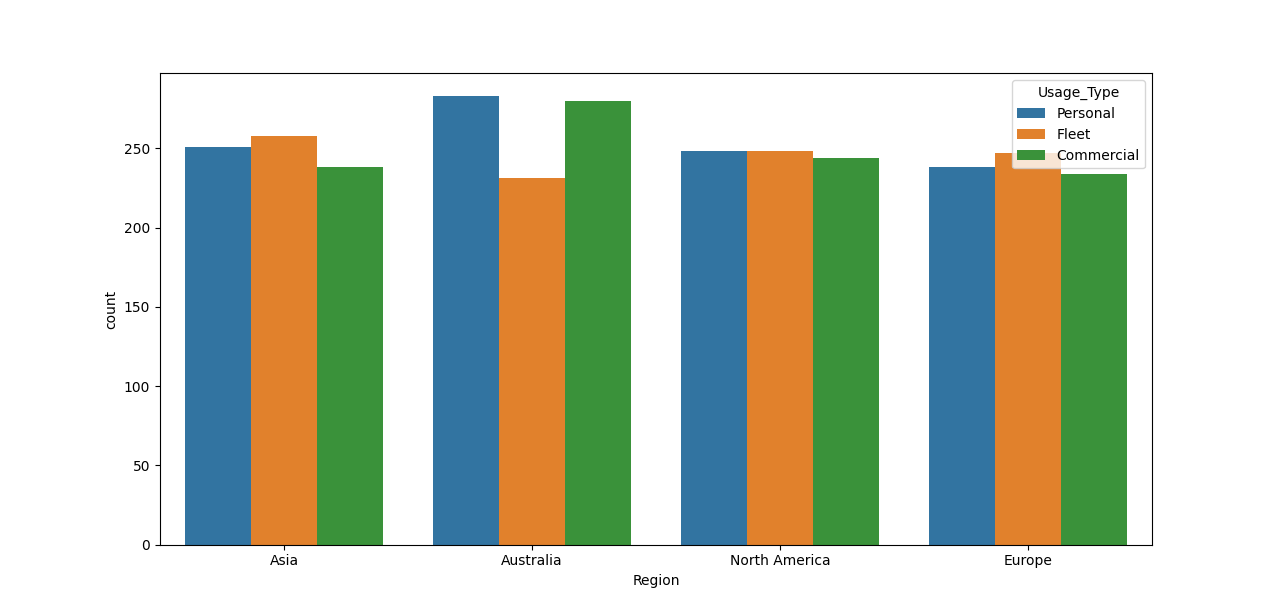 Usage_Type
Personal
Fleet
Commercial
250
200
150
100
50
0
count
Asia Australia North America Europe
Region